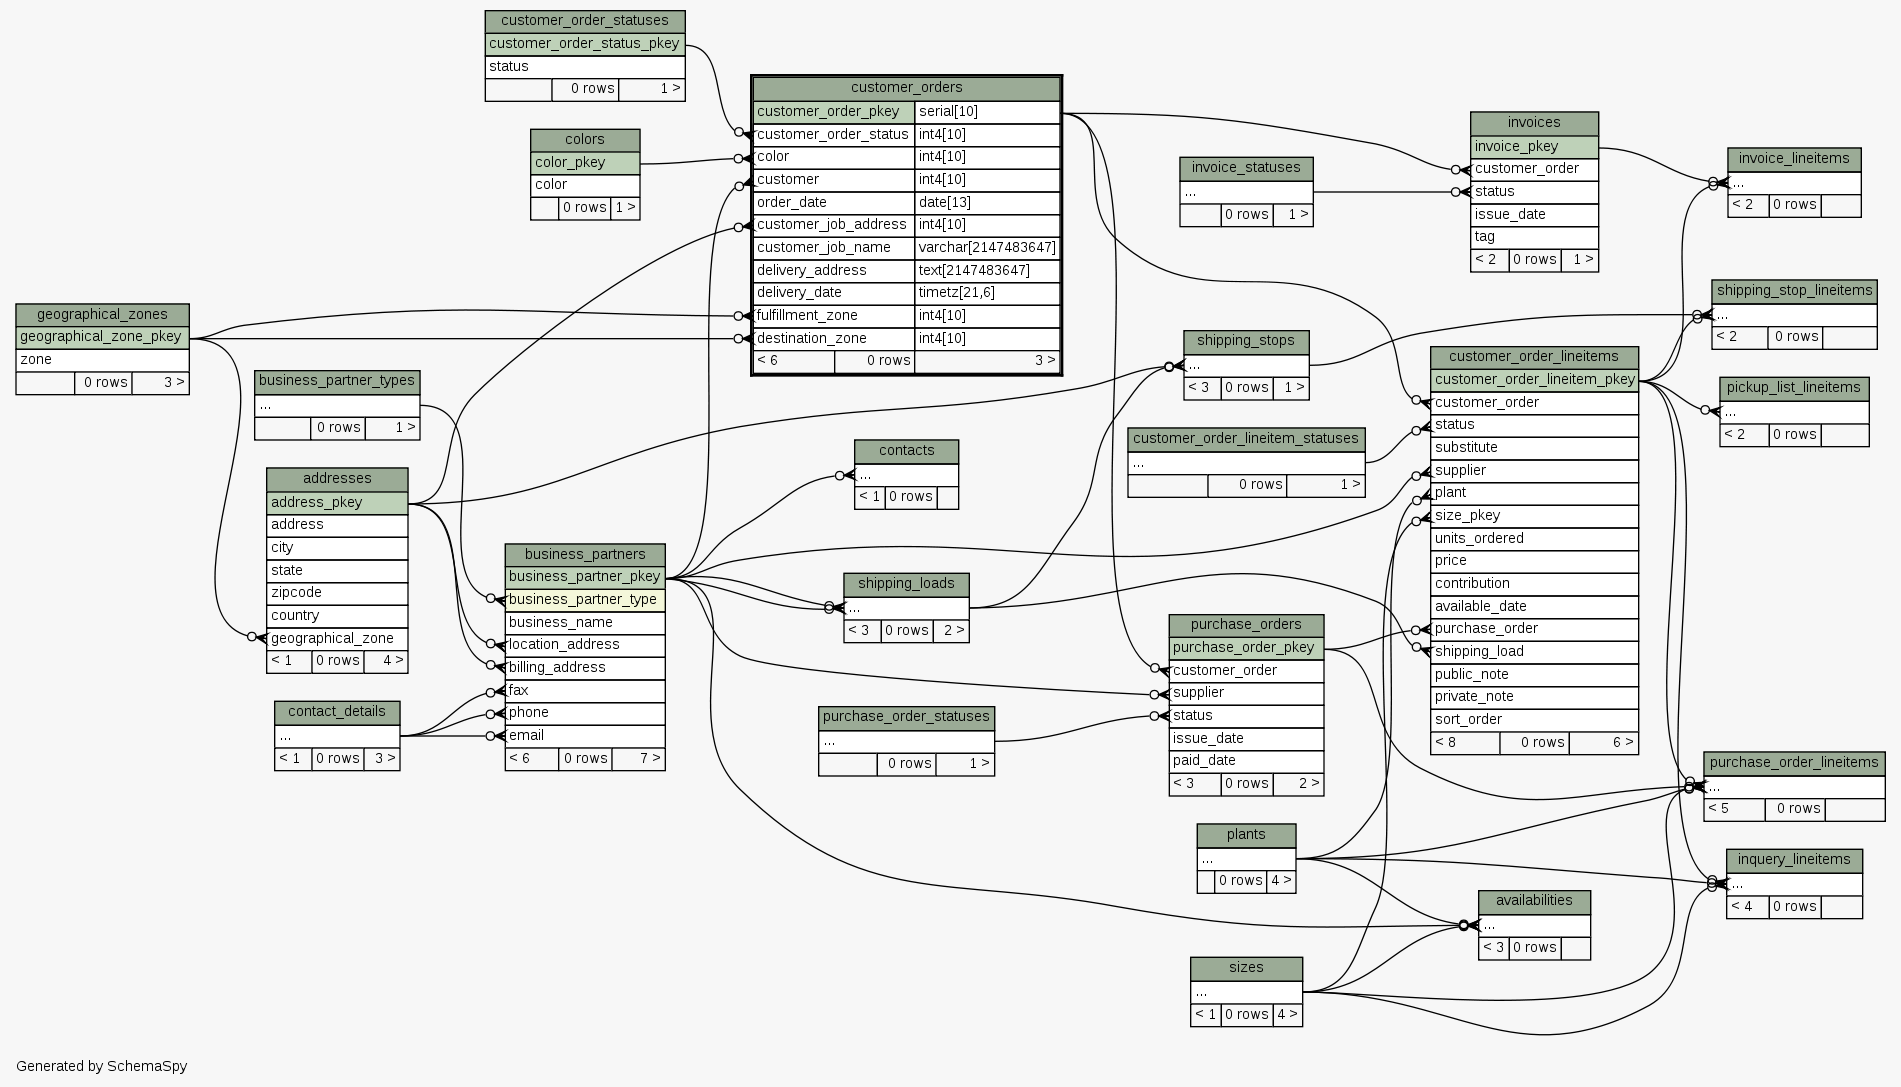 customer_order_statuses
customer_order_status_pkey
status
0 rows 1 >
customer_orders
customer_order_pkey serial[10]
customer_order_status int4[10]
color int4[10]
customer int4[10]
order_date date[13]
customer_job_address int4[10]
customer_job_name varchar[2147483647]
delivery_address text[2147483647]
delivery_date timetz[21,6]
fulfillment_zone int4[10]
destination_zone int4[10]
< 6 0 rows 3 >
colors
color_pkey
color
0 rows 1 >
invoices
invoice_pkey
customer_order
status
issue_date
tag
< 2 0 rows 1 >
invoice_statuses
...
0 rows 1 >
invoice_lineitems
...
< 2 0 rows
geographical_zones
geographical_zone_pkey
zone
0 rows 3 >
shipping_stop_lineitems
...
< 2 0 rows
shipping_stops
...
< 3 0 rows 1 >
customer_order_lineitems
customer_order_lineitem_pkey
customer_order
status
substitute
supplier
plant
size_pkey
units_ordered
price
contribution
available_date
purchase_order
shipping_load
public_note
private_note
sort_order
< 8 0 rows 6 >
business_partner_types
...
0 rows 1 >
pickup_list_lineitems
...
< 2 0 rows
customer_order_lineitem_statuses
...
0 rows 1 >
contacts
...
< 1 0 rows
addresses
address_pkey
address
city
state
zipcode
country
geographical_zone
< 1 0 rows 4 >
business_partners
business_partner_pkey
business_partner_type
business_name
location_address
billing_address
fax
phone
email
< 6 0 rows 7 >
shipping_loads
...
< 3 0 rows 2 >
purchase_orders
purchase_order_pkey
customer_order
supplier
status
issue_date
paid_date
< 3 0 rows 2 >
contact_details
...
< 1 0 rows 3 >
purchase_order_statuses
...
0 rows 1 >
purchase_order_lineitems
...
< 5 0 rows
plants
...
0 rows 4 >
inquery_lineitems
...
< 4 0 rows
availabilities
...
< 3 0 rows
sizes
...
< 1 0 rows 4 >
Generated by SchemaSpy